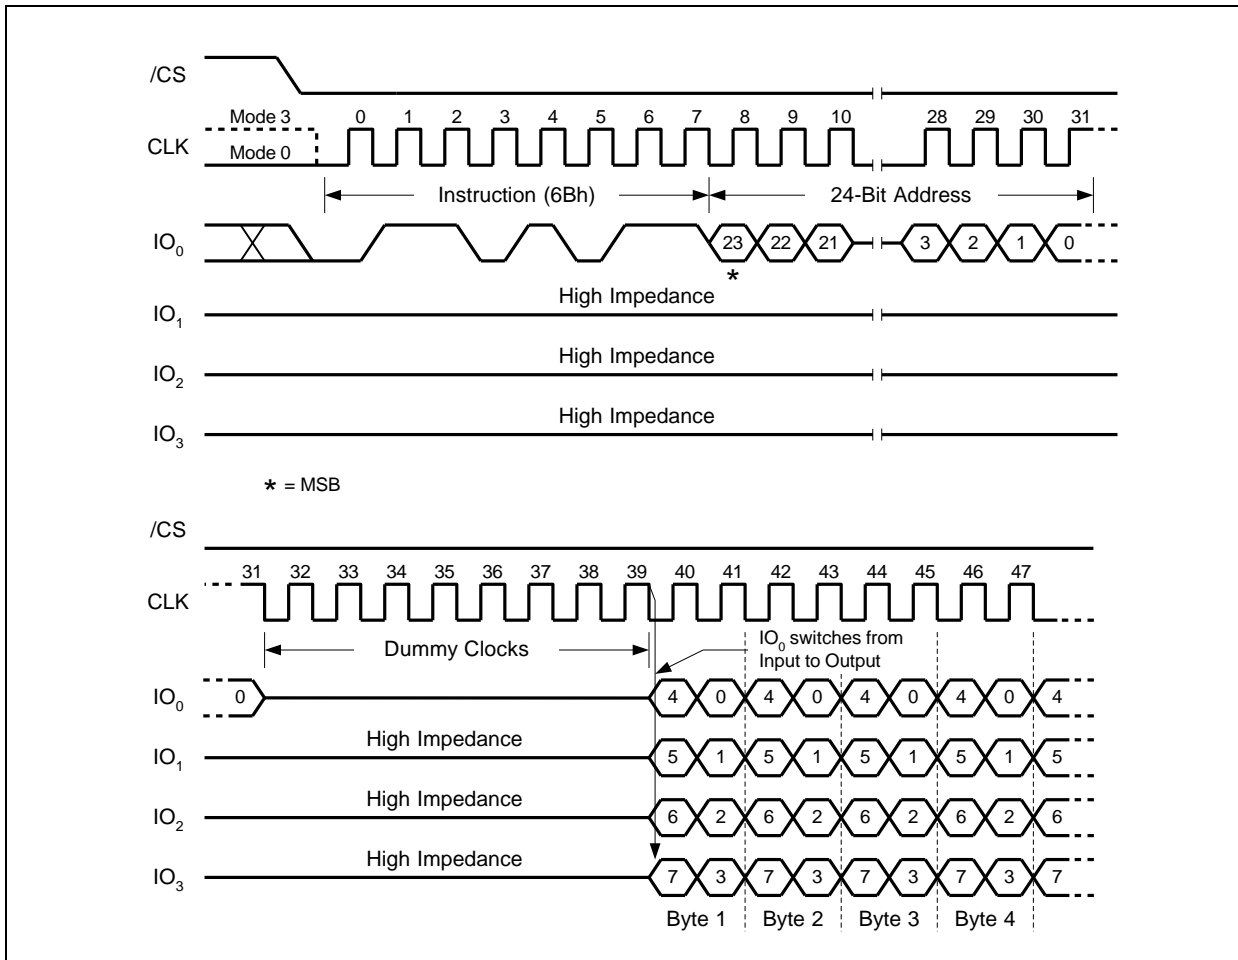 /CS
Mode 3 0 1 2 3 4 5 6 7 8 9 10 28 29 30 31
CLK
Mode 0
Instruction (6Bh) 24-Bit Address
IO0 23 22 21 3 2 1 0
*
High Impedance
IO1
High Impedance
IO2
High Impedance
IO3
* = MSB
/CS
31 32 33 34 35 36 37 38 39 40 41 42 43 44 45 46 47
CLK
Dummy Clocks
IO0 switches from
Input to Output
IO0 0 4 0 4 0 4 0 4 0 4
High Impedance
IO1 5 1 5 1 5 1 5 1 5
High Impedance
IO2 6 2 6 2 6 2 6 2 6
High Impedance
IO3 7 3 7 3 7 3 7 3 7
Byte 1 Byte 2 Byte 3 Byte 4